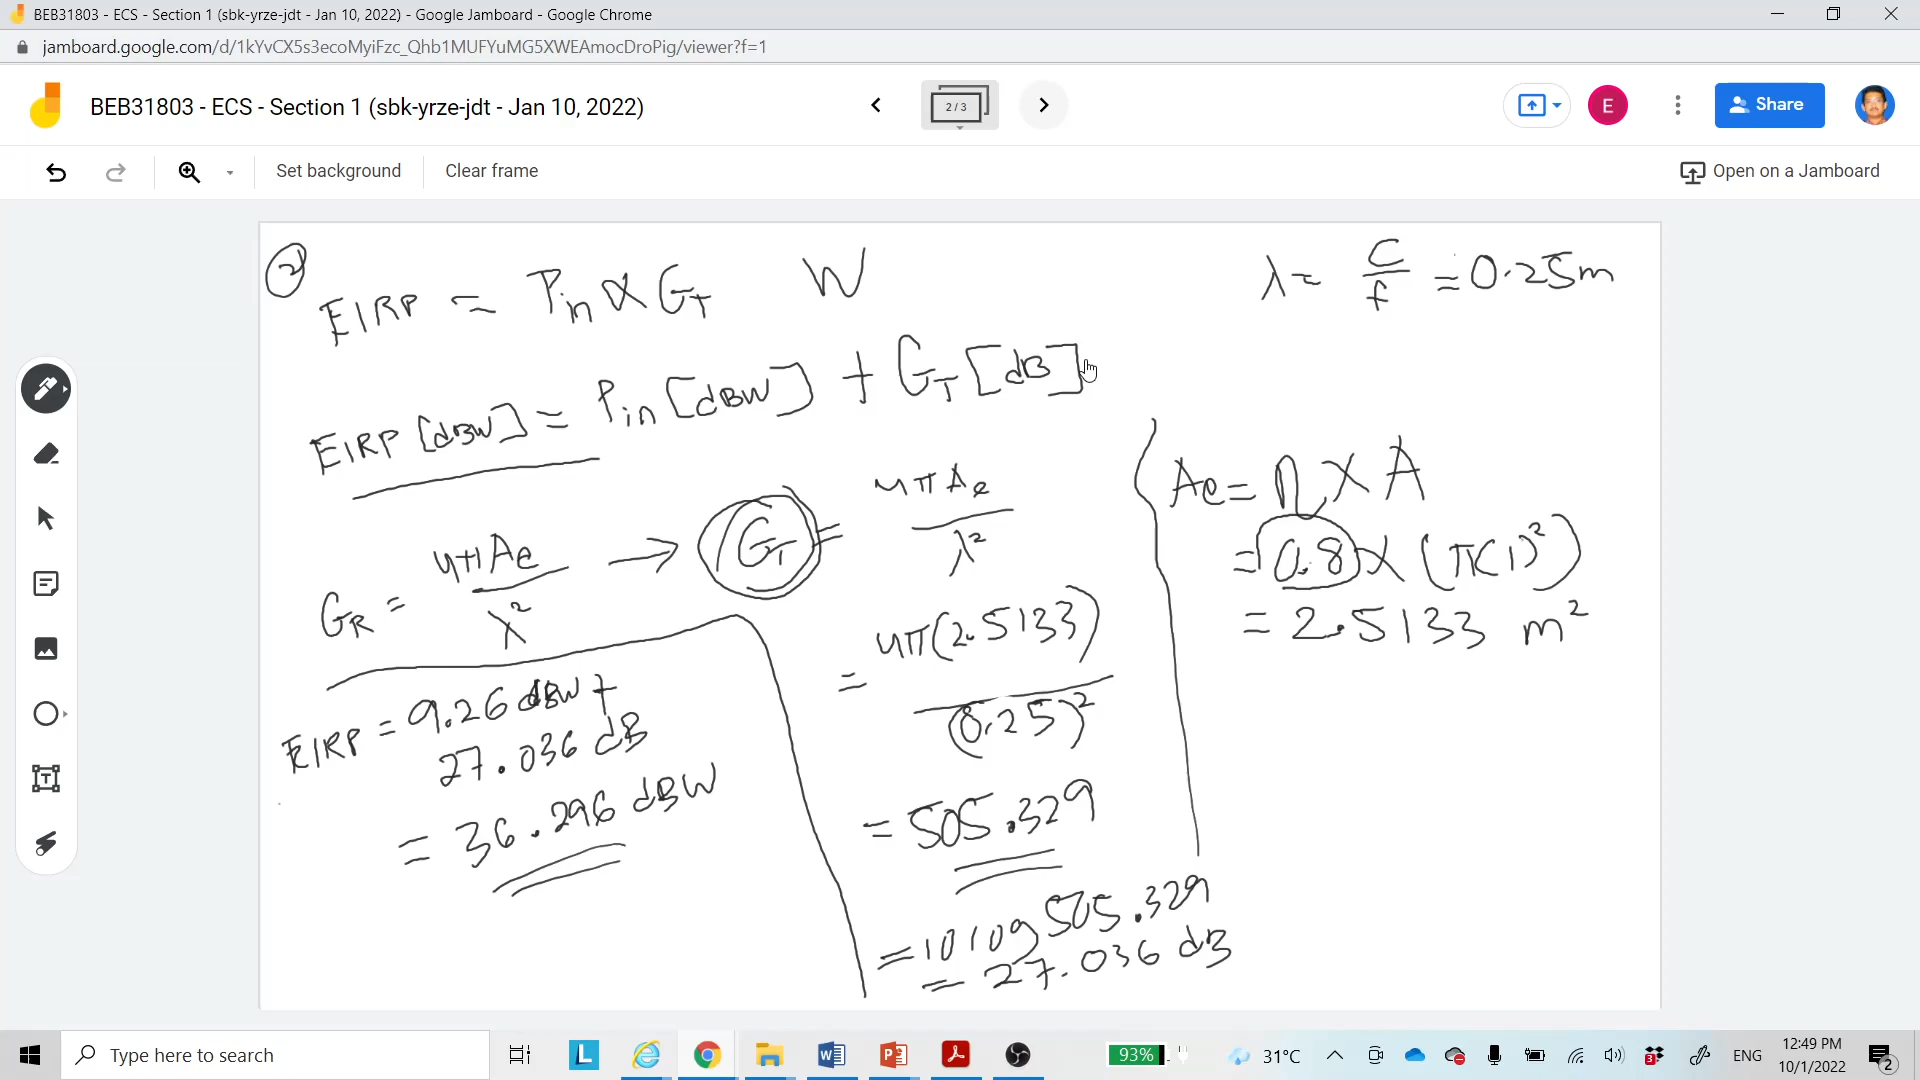 BEB31803 - ECS - Section 1 (sbk-yrze-jdt - Jan 10, 2022) - Google Jamboard - Google Chrome
jamboard.google.com/d/1kYvCX5s3ecoMyiFzc_Qhb1MUFYuMG5XWEAmocDroPig/viewer?f=1
BEB31803 - ECS - Section 1 (sbk-yrze-jdt - Jan 10, 2022)
2 / 3
E
Share
Set background
Clear frame
Open on a Jamboard
2
EIRP = Pin × GT W
λ = C/f = 0.25m
EIRP [dBW] = Pin [dBW] + GT [dB]
GR = 4πAe/λ² → GT = 4πAe/λ²
= 4π(2.5133)/(0.25)²
= 505.329
= 10log 505.329
= 27.036 dB
Ae = η × A
= 0.8 × (π(1)²)
= 2.5133 m²
EIRP = 9.26 dBW +
27.036 dB
= 36.296 dBW
Type here to search
L
93%
31°C
3
ENG
12:49 PM
10/1/2022
2